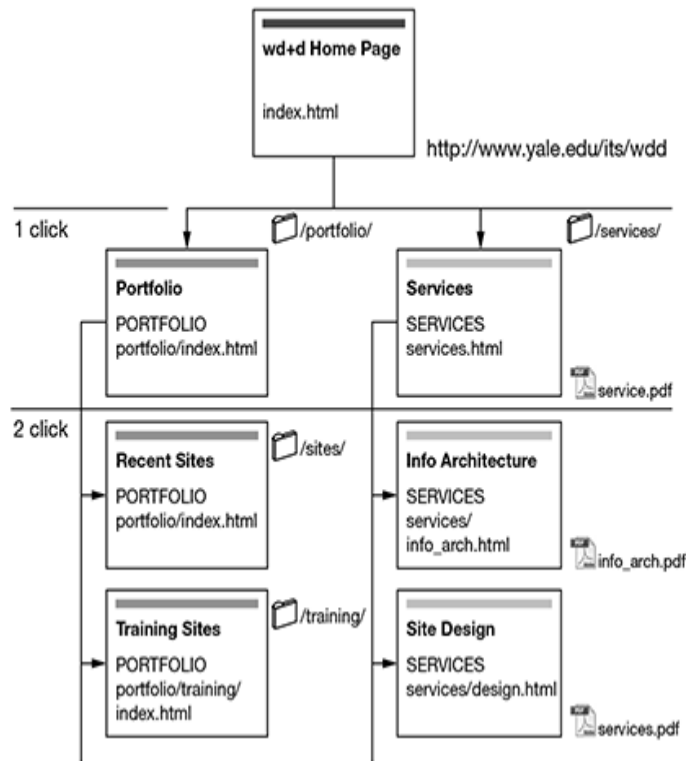 wd+d Home Page
index.html
http://www.yale.edu/its/wdd
1 click
/portfolio/
/services/
Portfolio
PORTFOLIO
portfolio/index.html
Services
SERVICES
services.html
PDF
service.pdf
2 click
Recent Sites
PORTFOLIO
portfolio/index.html
/sites/
Info Architecture
SERVICES
services/
info_arch.html
PDF
info_arch.pdf
Training Sites
PORTFOLIO
portfolio/training/
index.html
/training/
Site Design
SERVICES
services/design.html
PDF
services.pdf